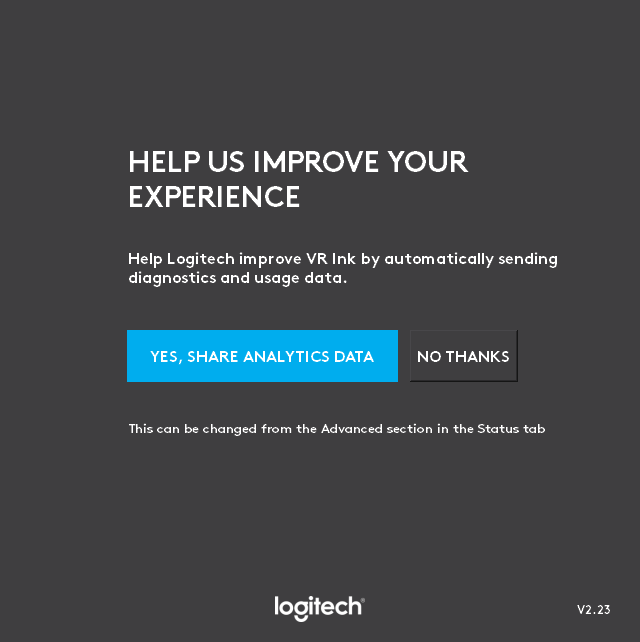 HELP US IMPROVE YOUR
EXPERIENCE
Help Logitech improve VR Ink by automatically sending
diagnostics and usage data.
YES, SHARE ANALYTICS DATA
NO THANKS
This can be changed from the Advanced section in the Status tab
logitech®
V2.23